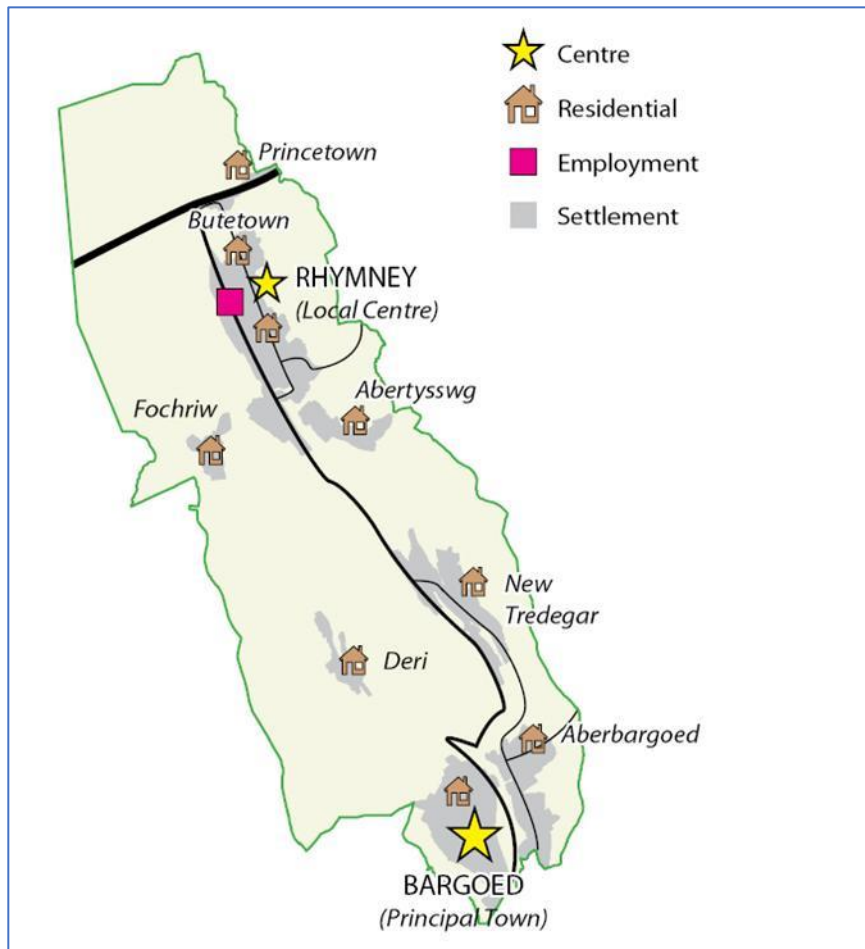 Centre
Residential
Employment
Settlement
Princetown
Butetown
RHYMNEY
(Local Centre)
Abertysswg
Fochriw
New
Tredegar
Deri
Aberbargoed
BARGOED
(Principal Town)